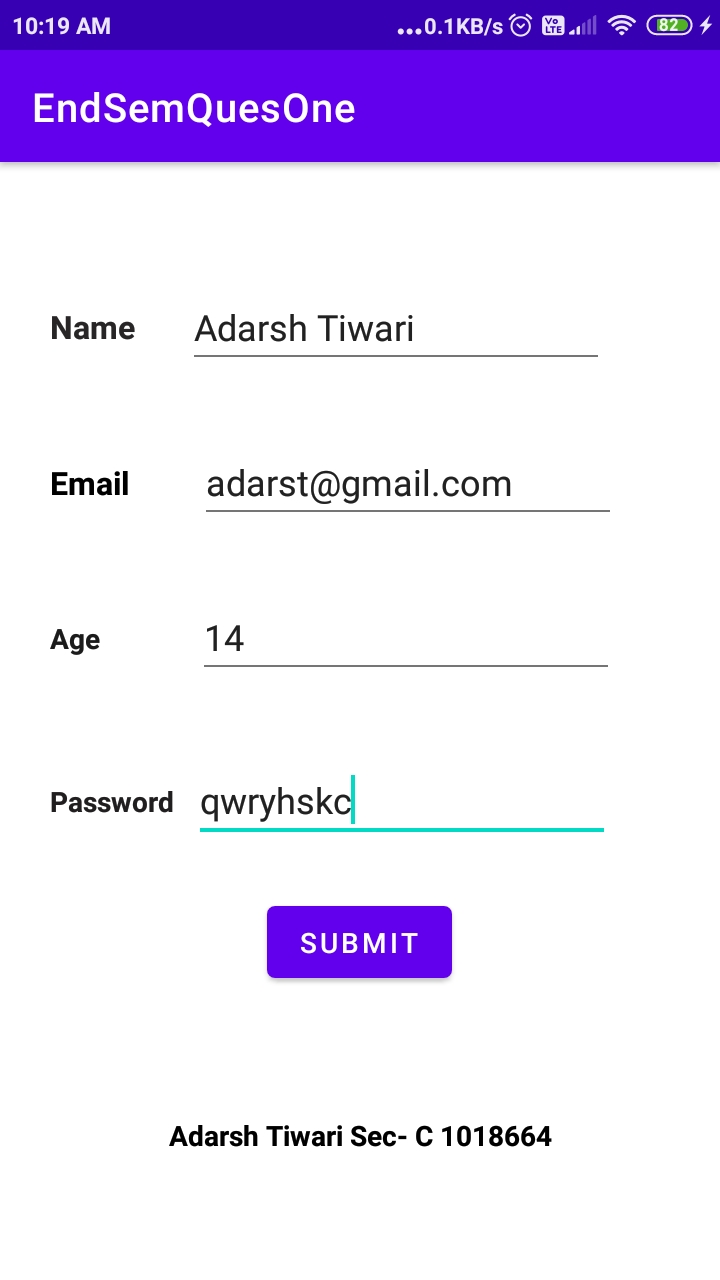 10:19 AM ...0.1KB/s Vo LTE 82
EndSemQuesOne
Name Adarsh Tiwari
Email adarst@gmail.com
Age 14
Password qwryhskc
SUBMIT
Adarsh Tiwari Sec- C 1018664